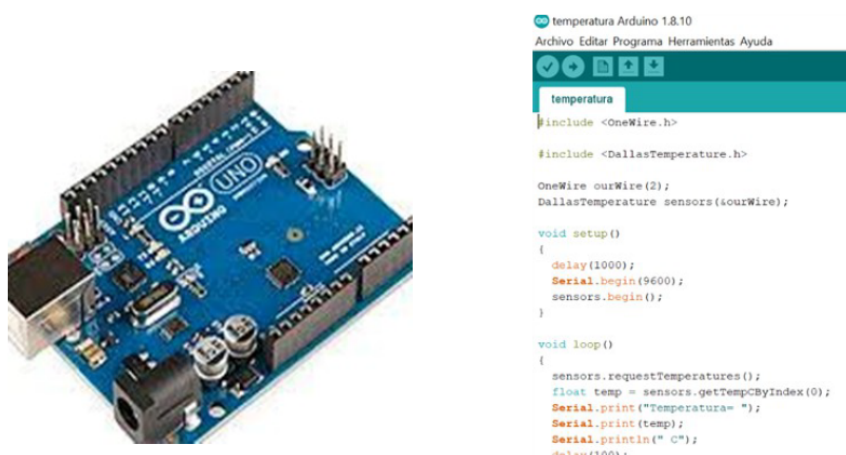 UNO
ARDUINO
temperatura Arduino 1.8.10
Archivo Editar Programa Herramientas Ayuda
temperatura
#include <OneWire.h>
#include <DallasTemperature.h>
OneWire ourWire(2);
DallasTemperature sensors(&ourWire);
void setup()
{
delay(1000);
Serial.begin(9600);
sensors.begin();
}
void loop()
{
sensors.requestTemperatures();
float temp = sensors.getTempCByIndex(0);
Serial.print("Temperatura= ");
Serial.print(temp);
Serial.println(" C");
delay(100);